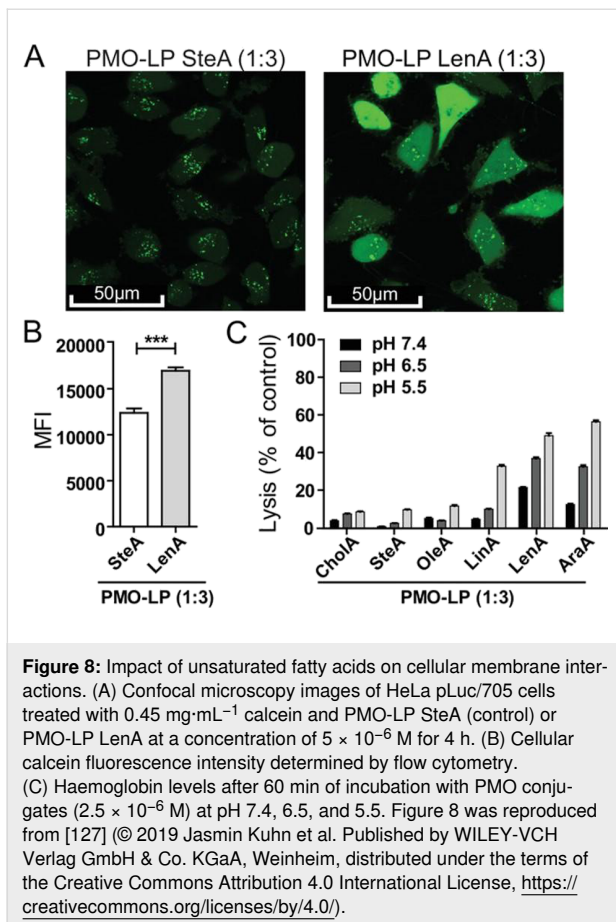 A
PMO-LP SteA (1:3)
PMO-LP LenA (1:3)
50µm
50µm
B
20000
15000
10000
5000
0
MFI
***
SteA
LenA
PMO-LP (1:3)
C
100
80
60
40
20
0
Lysis (% of control)
pH 7.4
pH 6.5
pH 5.5
CholA
SteA
OleA
LinA
LenA
AraA
PMO-LP (1:3)
Figure 8: Impact of unsaturated fatty acids on cellular membrane inter-
actions. (A) Confocal microscopy images of HeLa pLuc/705 cells
treated with 0.45 mg·mL⁻¹ calcein and PMO-LP SteA (control) or
PMO-LP LenA at a concentration of 5 × 10⁻⁶ M for 4 h. (B) Cellular
calcein fluorescence intensity determined by flow cytometry.
(C) Haemoglobin levels after 60 min of incubation with PMO conju-
gates (2.5 × 10⁻⁶ M) at pH 7.4, 6.5, and 5.5. Figure 8 was reproduced
from [127] (© 2019 Jasmin Kuhn et al. Published by WILEY-VCH
Verlag GmbH & Co. KGaA, Weinheim, distributed under the terms of
the Creative Commons Attribution 4.0 International License, https://
creativecommons.org/licenses/by/4.0/).